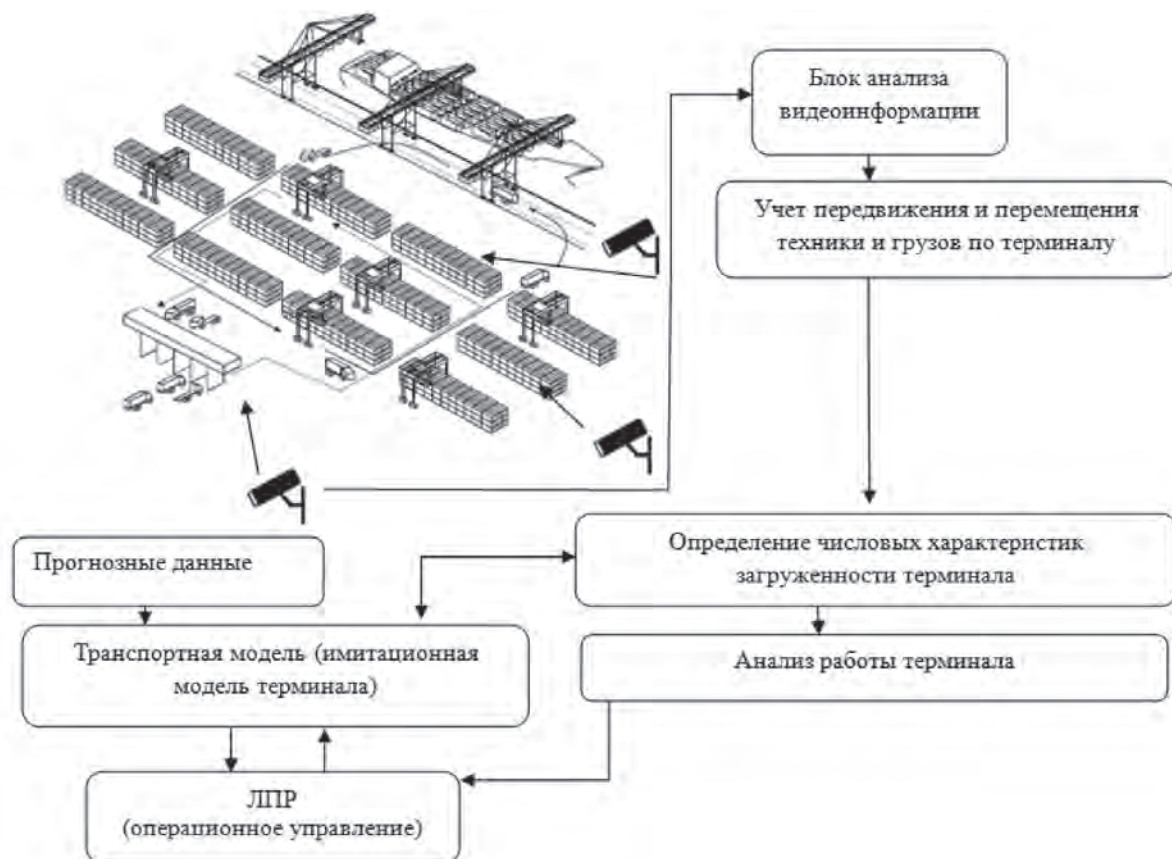 Блок анализа
видеоинформации
Учет передвижения и перемещения
техники и грузов по терминалу
Определение числовых характеристик
загруженности терминала
Прогнозные данные
Транспортная модель (имитационная
модель терминала)
Анализ работы терминала
ЛПР
(операционное управление)